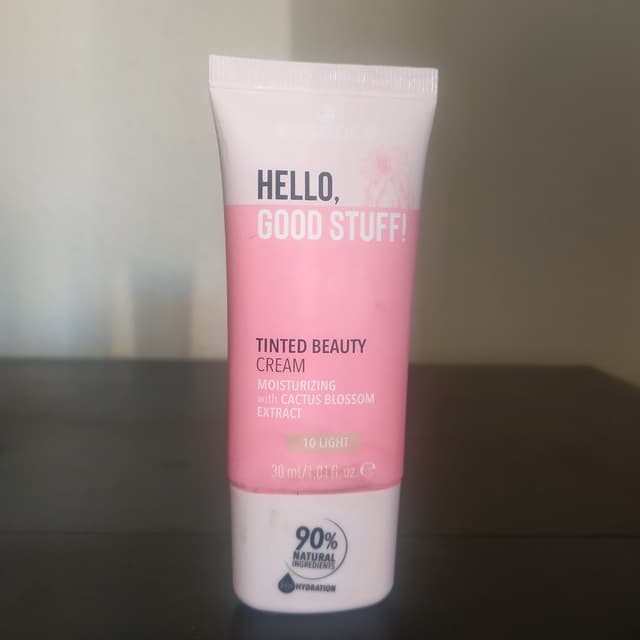 HELLO,
GOOD STUFF!
TINTED BEAUTY
CREAM
MOISTURIZING
with CACTUS BLOSSOM
EXTRACT
10 LIGHT
30 ml/1.01 fl. oz. ℮
90%
NATURAL
INGREDIENTS
HYDRATION